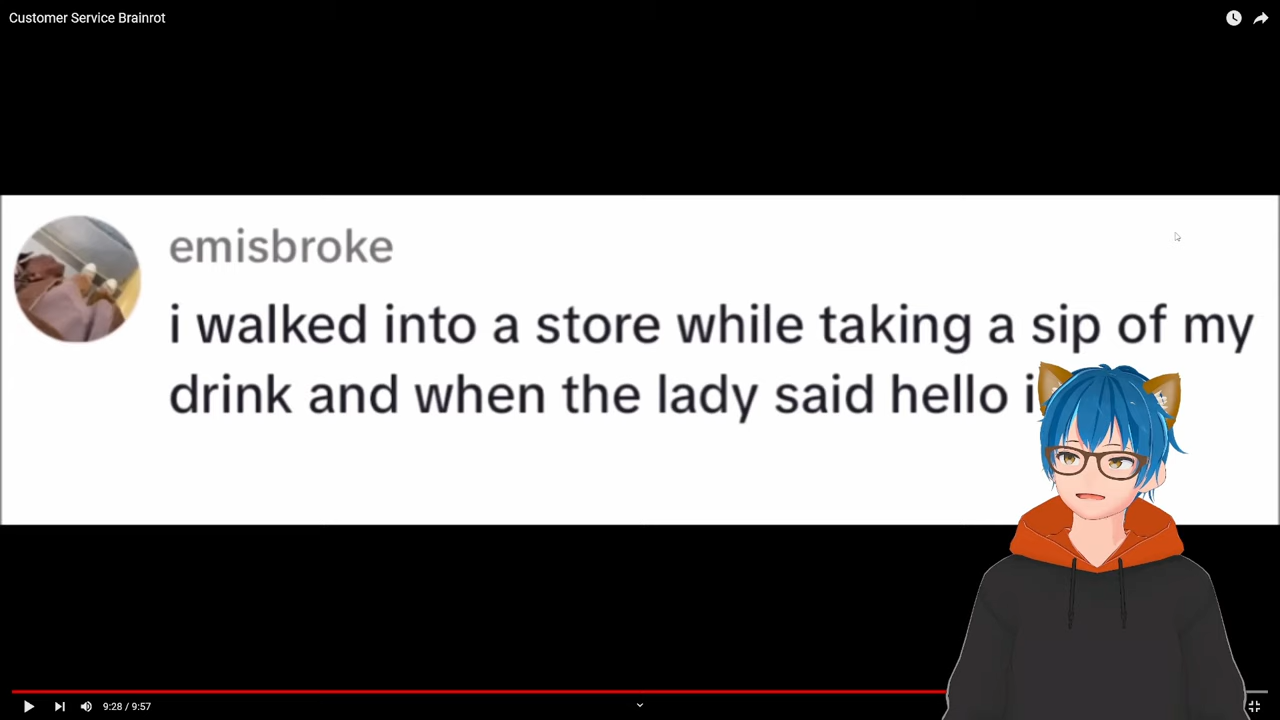 Customer Service Brainrot
emisbroke
i walked into a store while taking a sip of my
drink and when the lady said hello i
9:28 / 9:57